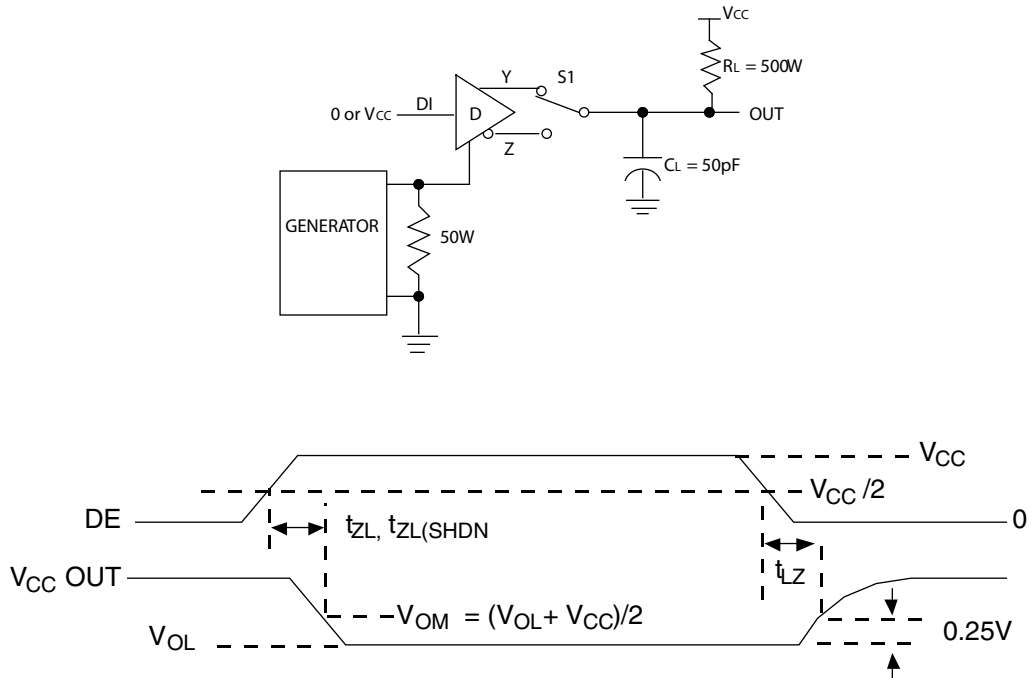 VCC
RL = 500W
Y
S1
DI
0 or VCC
D
OUT
Z
CL = 50pF
GENERATOR
50W
VCC
VCC /2
DE
tZL, tZL(SHDN
0
VCC OUT
tLZ
VOM = (VOL+ VCC)/2
VOL
0.25V